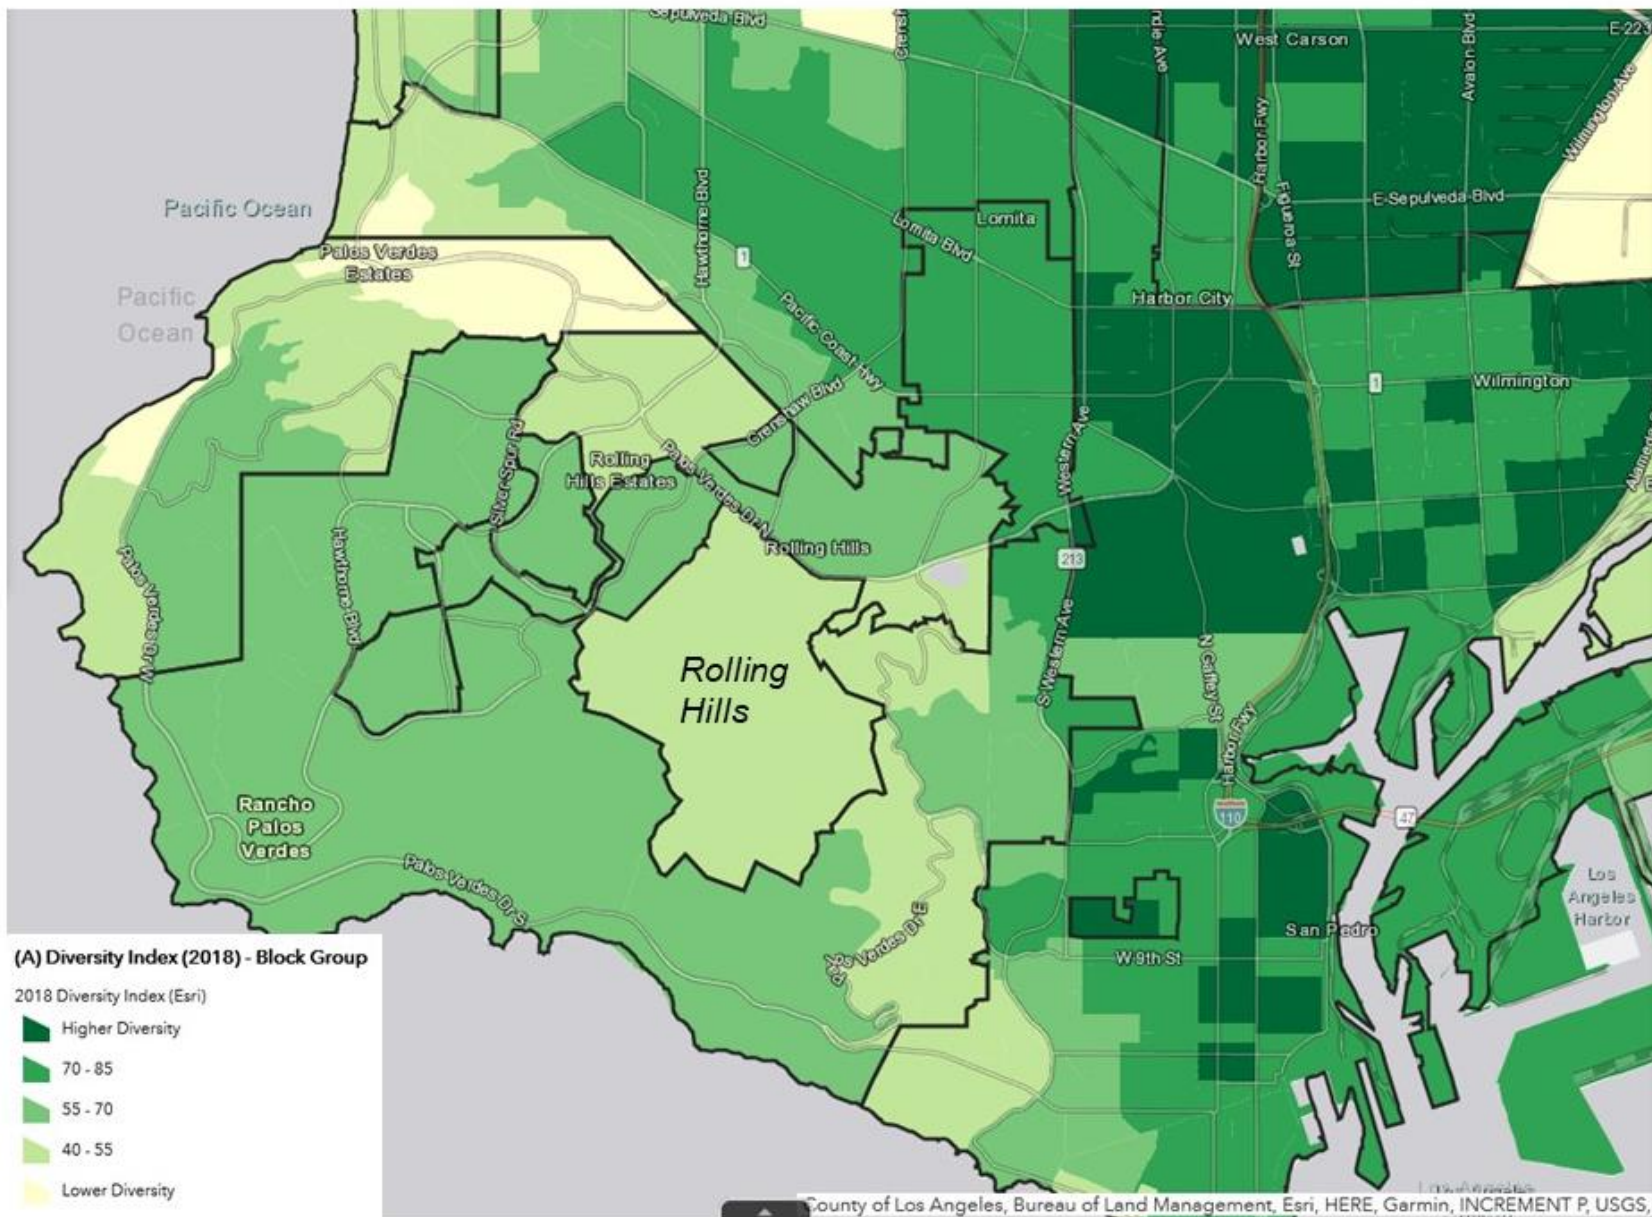 Sepulveda Blvd
West Carson
Avalon Blvd
E 223
Harbor Fwy
Wilmington Ave
Pacific Ocean
Hawthorne Blvd
Lomita
Lomita Blvd
E Sepulveda Blvd
Figueroa St
Palos Verdes
Estates
1
Pacific
Ocean
Harbor City
Pacific Coast Hwy
1
Wilmington
Crenshaw Blvd
Silver Spur Rd
Western Ave
Rolling
Hills Estates
Palos Verdes Dr N
Rolling Hills
213
Hawthorne Blvd
Palos Verdes Dr W
S Western Ave
N Gaffey St
Rolling
Hills
Harbor Fwy
Rancho
Palos
Verdes
110
47
Palos Verdes Dr S
Los
Angeles
Harbor
San Pedro
W 9th St
Verdes Dr E
(A) Diversity Index (2018) - Block Group
2018 Diversity Index (Esri)
Higher Diversity
70 - 85
55 - 70
40 - 55
Lower Diversity
County of Los Angeles, Bureau of Land Management, Esri, HERE, Garmin, INCREMENT P, USGS,